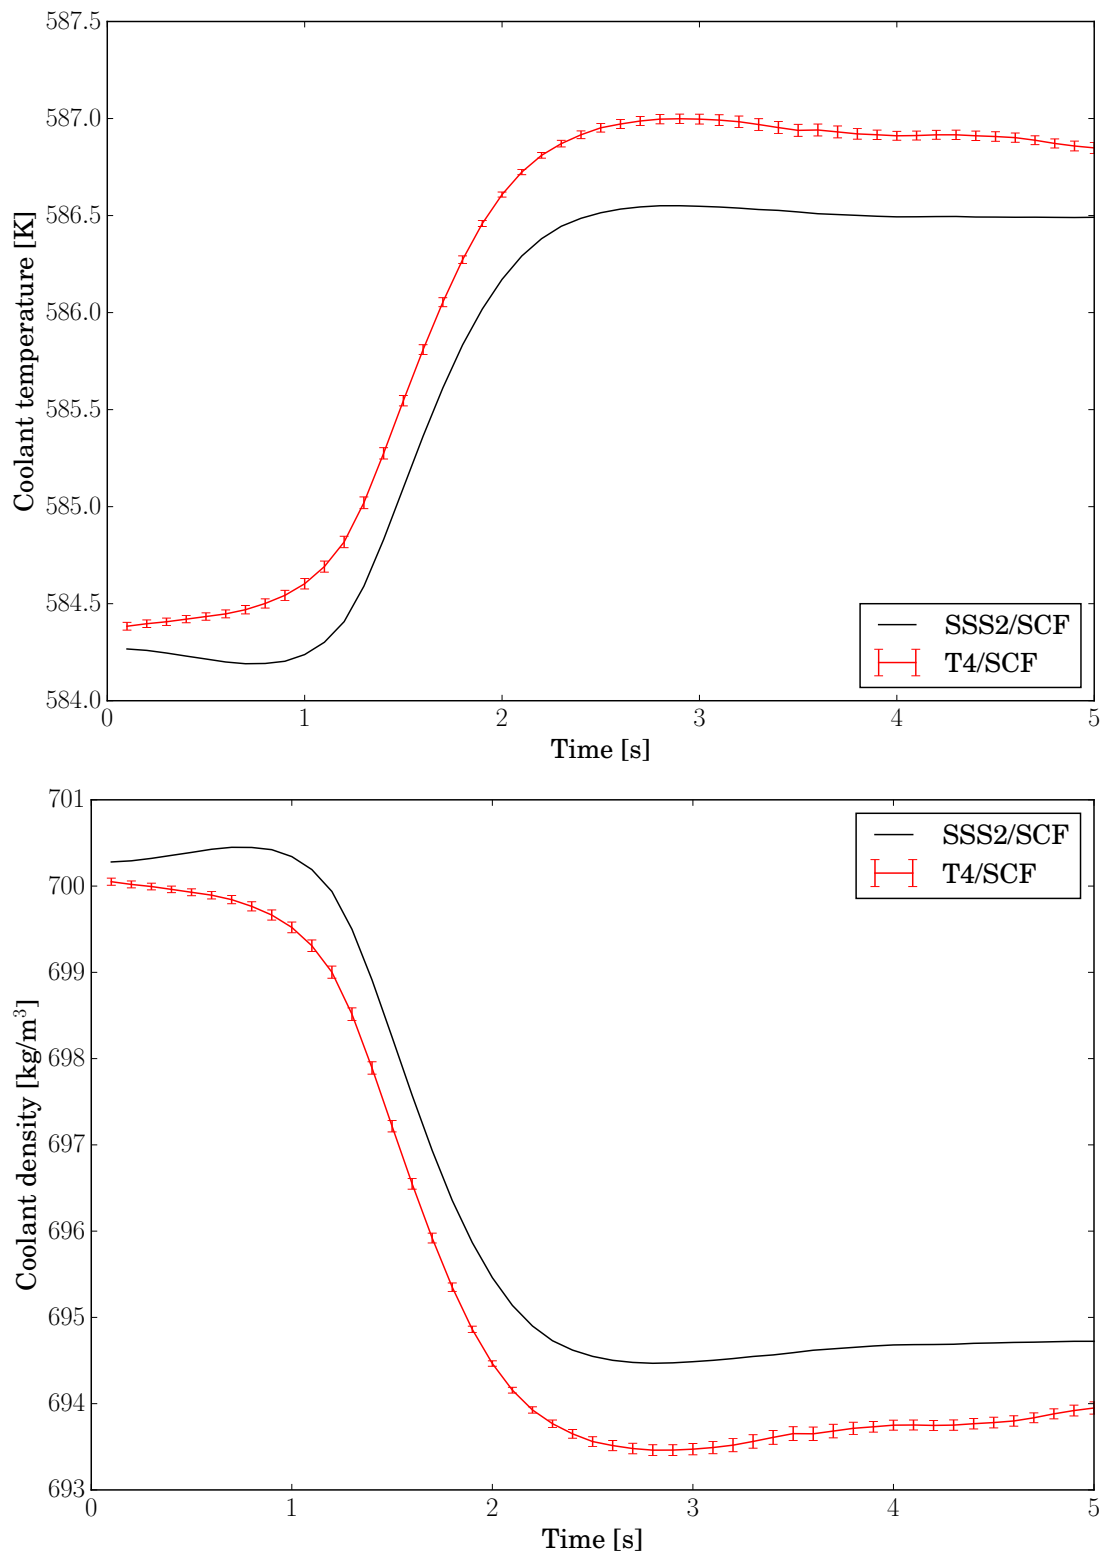 587.5
587.0
586.5
586.0
585.5
585.0
584.5
584.0
Coolant temperature [K]
SSS2/SCF
T4/SCF
0 1 2 3 4 5
Time [s]
701
700
699
698
697
696
695
694
693
Coolant density [kg/m³]
SSS2/SCF
T4/SCF
0 1 2 3 4 5
Time [s]